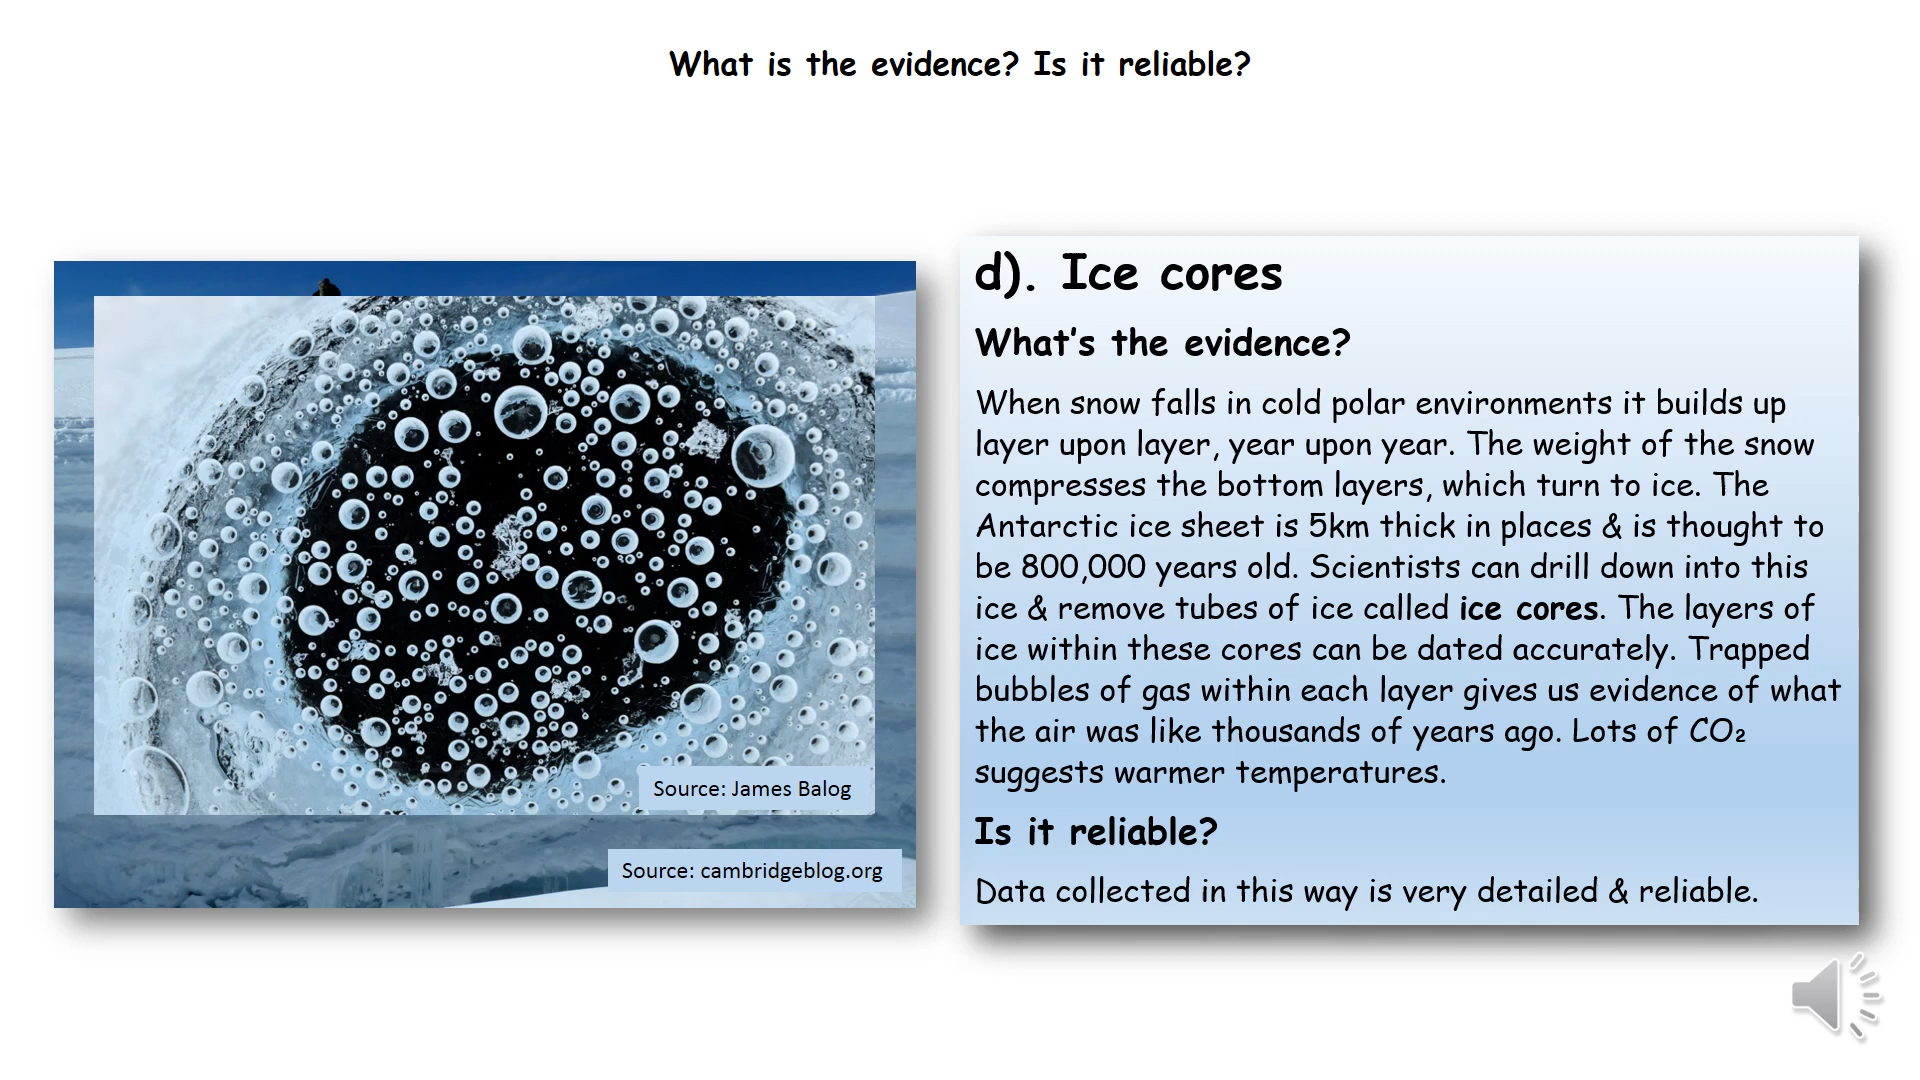 What is the evidence? Is it reliable?
Source: James Balog
Source: cambridgeblog.org
d). Ice cores
What's the evidence?
When snow falls in cold polar environments it builds up
layer upon layer, year upon year. The weight of the snow
compresses the bottom layers, which turn to ice. The
Antarctic ice sheet is 5km thick in places & is thought to
be 800,000 years old. Scientists can drill down into this
ice & remove tubes of ice called ice cores. The layers of
ice within these cores can be dated accurately. Trapped
bubbles of gas within each layer gives us evidence of what
the air was like thousands of years ago. Lots of CO₂
suggests warmer temperatures.
Is it reliable?
Data collected in this way is very detailed & reliable.